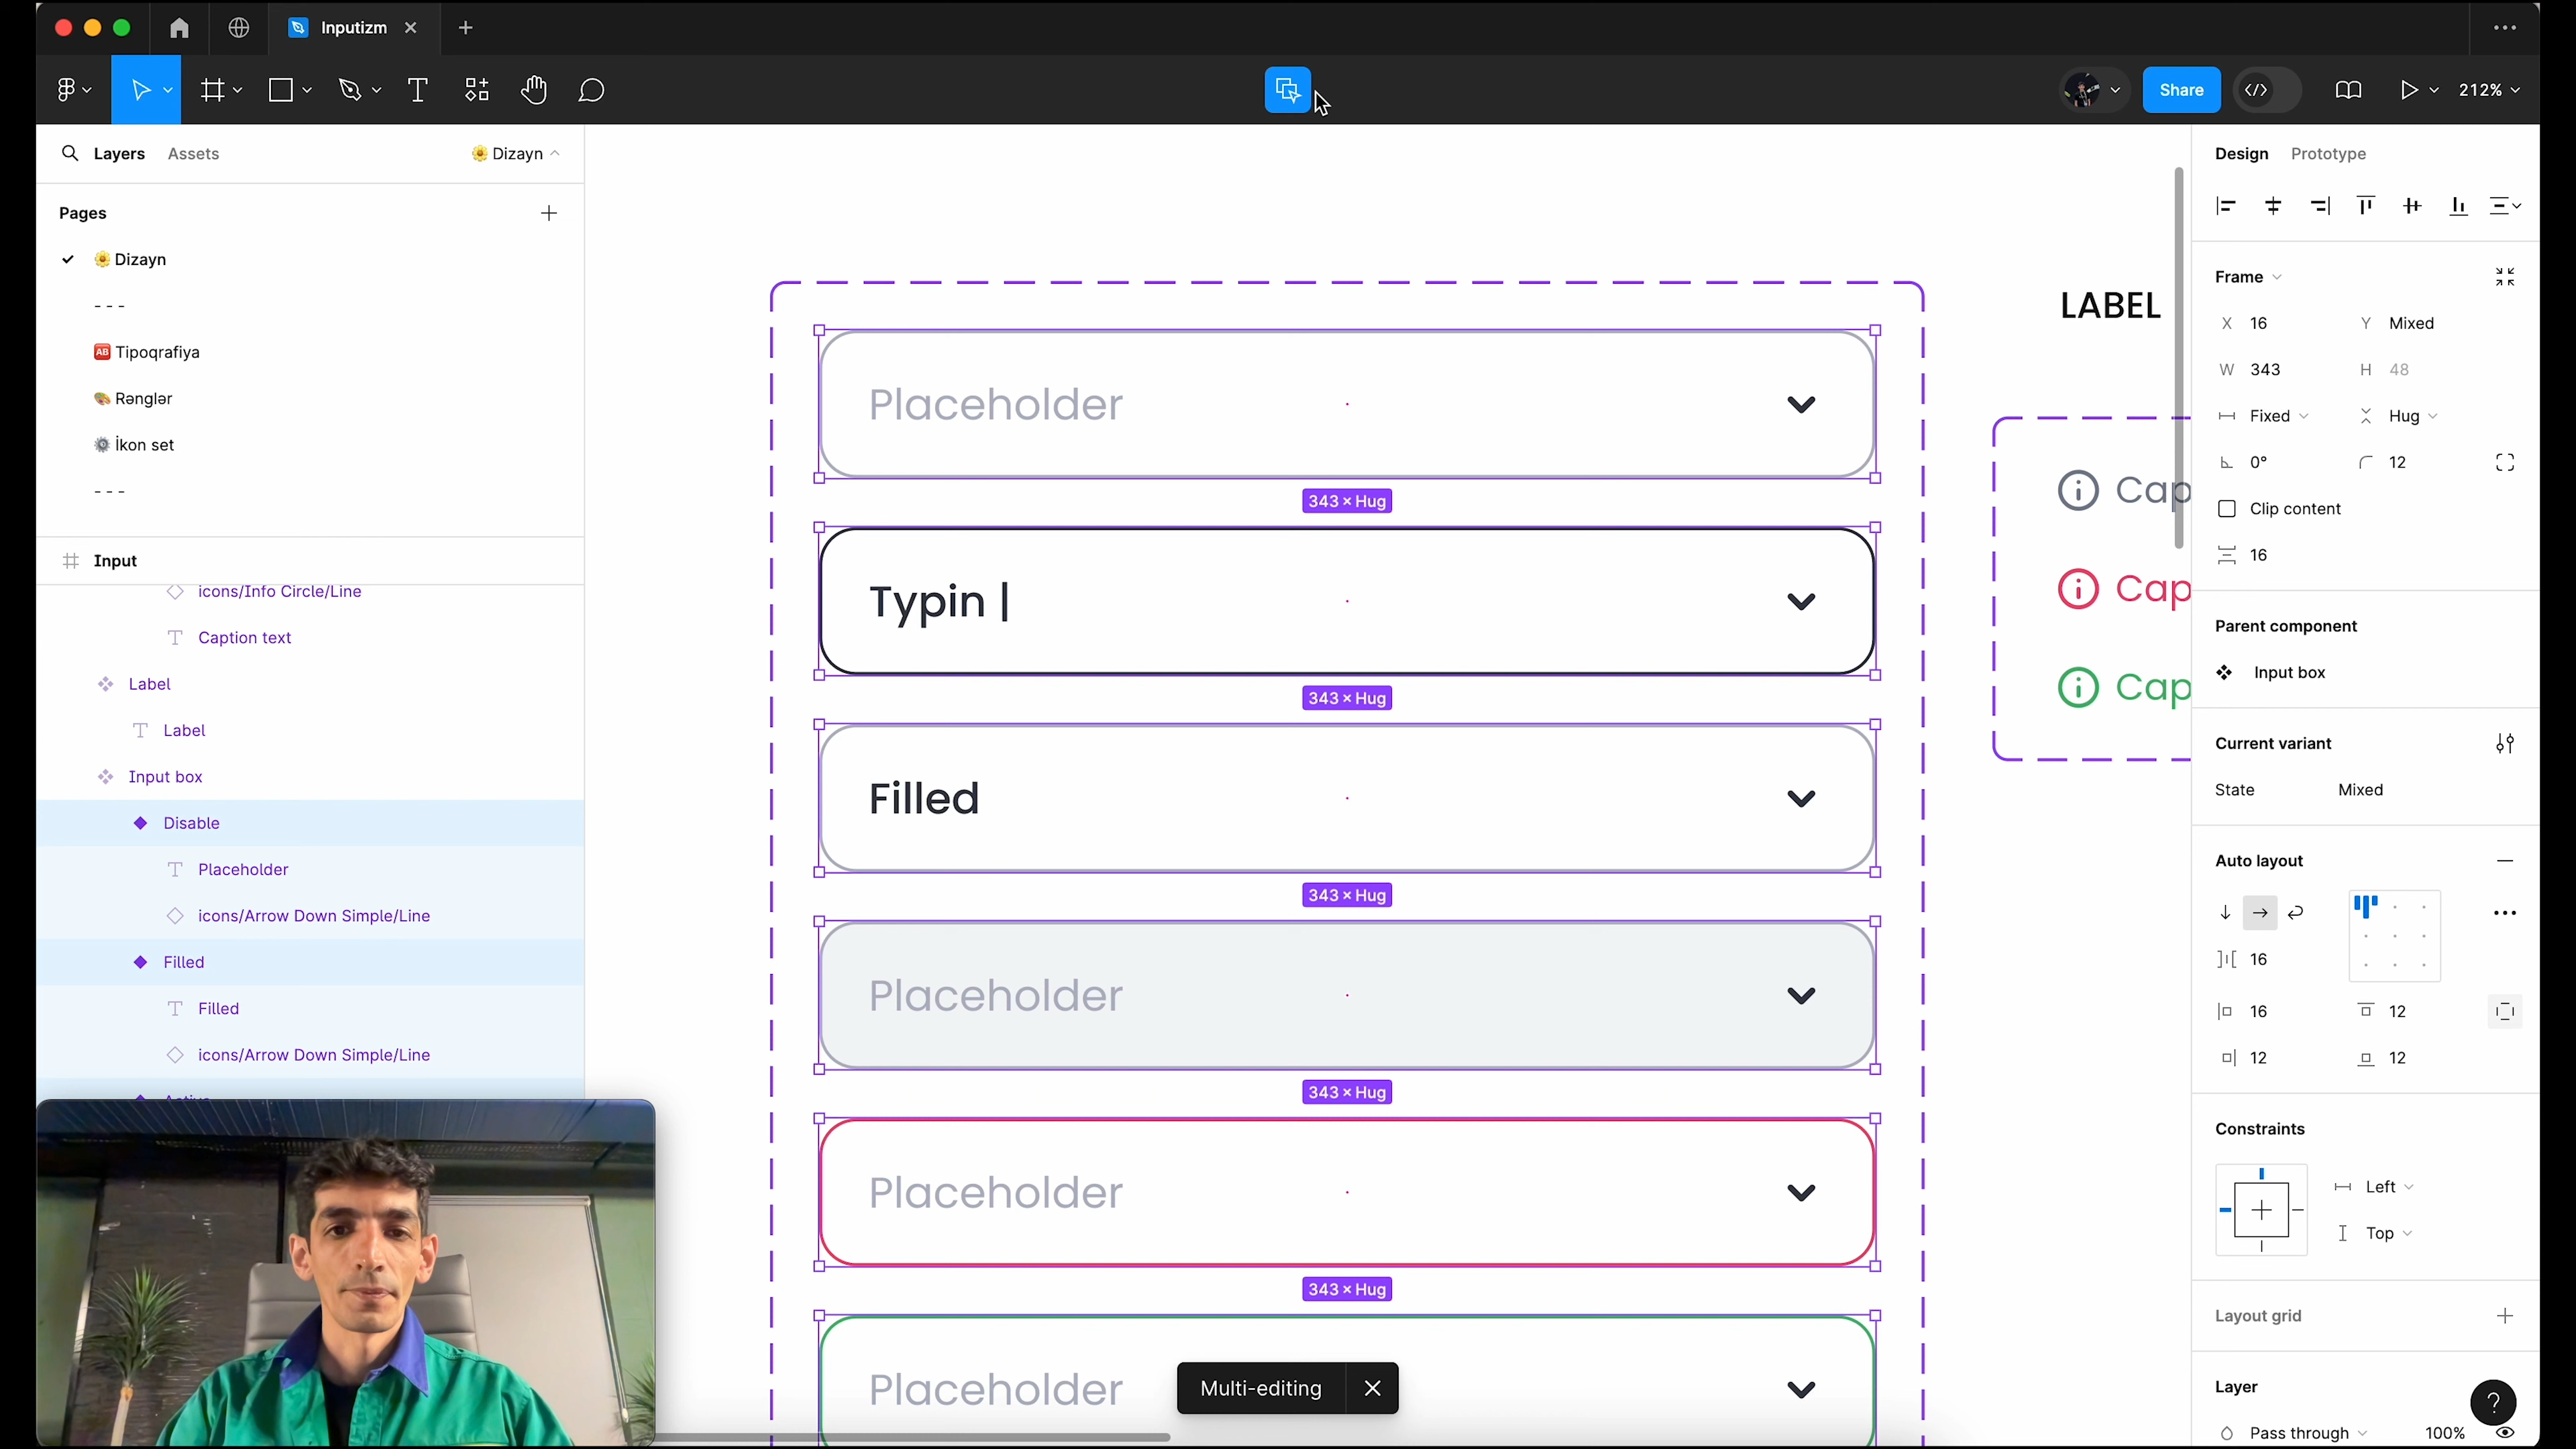 Inputizm
Share
212%
Layers
Assets
Dizayn
Pages
Dizayn
- - -
AB Tipoqrafiya
Rənglər
İkon set
- - -
Input
icons/Info Circle/Line
Caption text
Label
Label
Input box
Disable
Placeholder
icons/Arrow Down Simple/Line
Filled
Filled
icons/Arrow Down Simple/Line
Placeholder
343 × Hug
Typin |
343 × Hug
Filled
343 × Hug
Placeholder
343 × Hug
Placeholder
343 × Hug
Placeholder
Multi-editing
LABEL
Cap
Cap
Cap
Design
Prototype
Frame
X 16
Y Mixed
W 343
H 48
Fixed
Hug
0°
12
Clip content
16
Parent component
Input box
Current variant
State
Mixed
Auto layout
16
16
12
12
12
Constraints
Left
Top
Layout grid
Layer
Pass through
100%
?